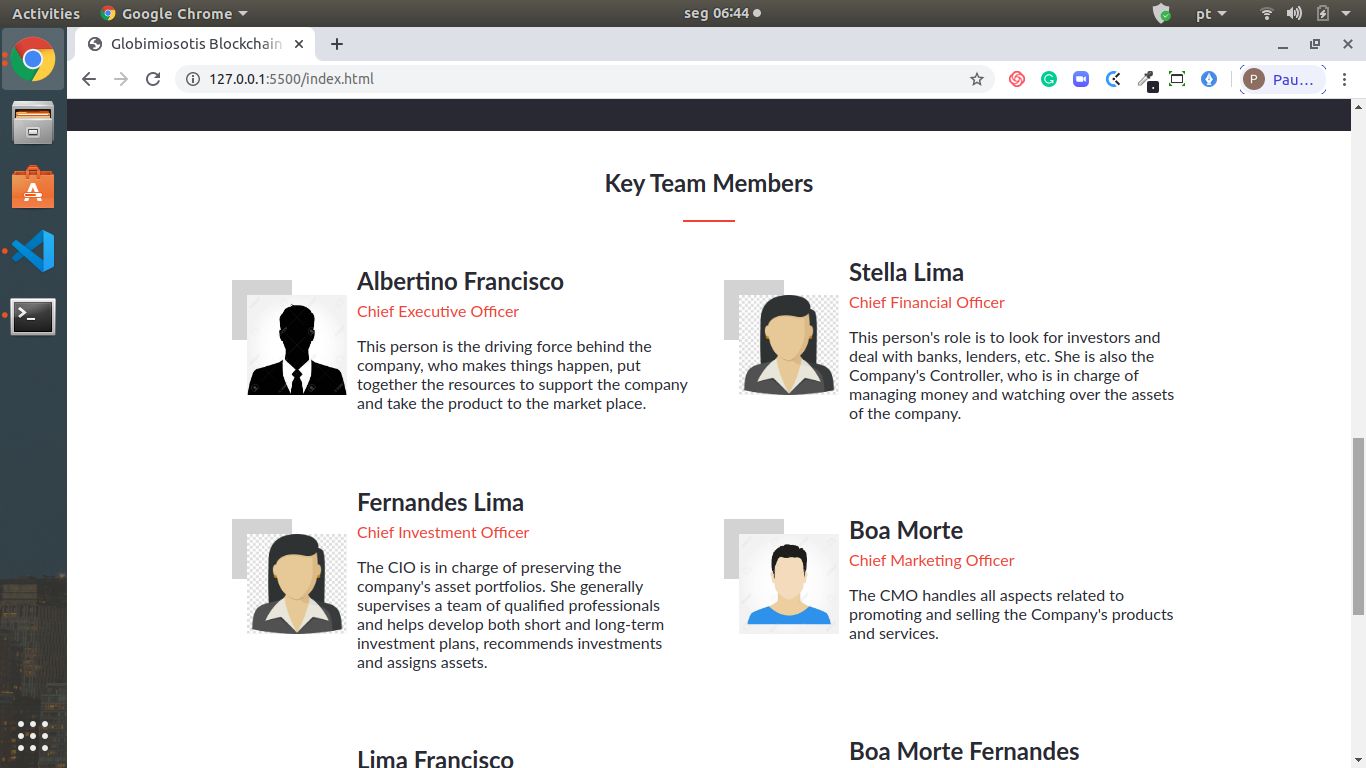 Activities
Google Chrome
seg 06:44
pt
Globimiosotis Blockchain
127.0.0.1:5500/index.html
P
Pau...
Key Team Members
Albertino Francisco
Chief Executive Officer
This person is the driving force behind the
company, who makes things happen, put
together the resources to support the company
and take the product to the market place.
Stella Lima
Chief Financial Officer
This person's role is to look for investors and
deal with banks, lenders, etc. She is also the
Company's Controller, who is in charge of
managing money and watching over the assets
of the company.
Fernandes Lima
Chief Investment Officer
The CIO is in charge of preserving the
company's asset portfolios. She generally
supervises a team of qualified professionals
and helps develop both short and long-term
investment plans, recommends investments
and assigns assets.
Boa Morte
Chief Marketing Officer
The CMO handles all aspects related to
promoting and selling the Company's products
and services.
Lima Francisco
Boa Morte Fernandes